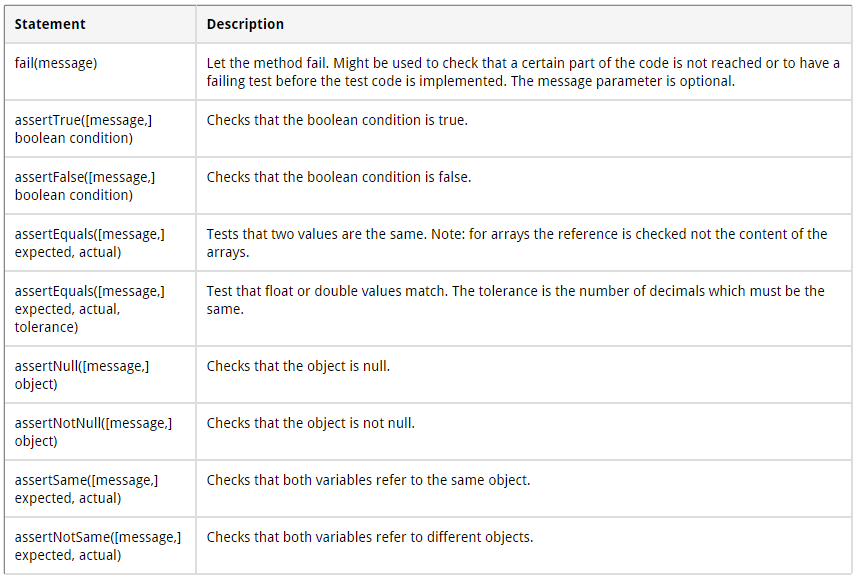 Statement
Description
fail(message)
Let the method fail. Might be used to check that a certain part of the code is not reached or to have a
failing test before the test code is implemented. The message parameter is optional.
assertTrue([message,]
boolean condition)
Checks that the boolean condition is true.
assertFalse([message,]
boolean condition)
Checks that the boolean condition is false.
assertEquals([message,]
expected, actual)
Tests that two values are the same. Note: for arrays the reference is checked not the content of the
arrays.
assertEquals([message,]
expected, actual,
tolerance)
Test that float or double values match. The tolerance is the number of decimals which must be the
same.
assertNull([message,]
object)
Checks that the object is null.
assertNotNull([message,]
object)
Checks that the object is not null.
assertSame([message,]
expected, actual)
Checks that both variables refer to the same object.
assertNotSame([message,]
expected, actual)
Checks that both variables refer to different objects.